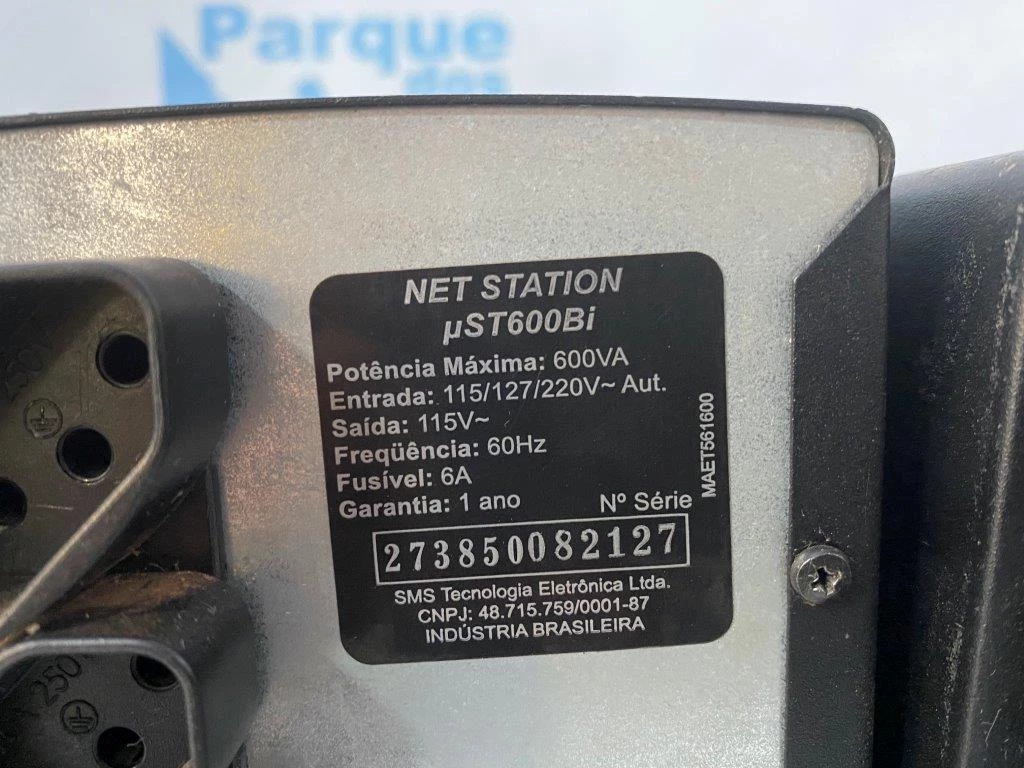 Parque
dos
NET STATION
µST600Bi
Potência Máxima: 600VA
Entrada: 115/127/220V~ Aut.
Saída: 115V~
Freqüência: 60Hz
Fusível: 6A
Garantia: 1 ano
Nº Série
MAET561600
273850082127
SMS Tecnologia Eletrônica Ltda.
CNPJ: 48.715.759/0001-87
INDÚSTRIA BRASILEIRA
250V
250